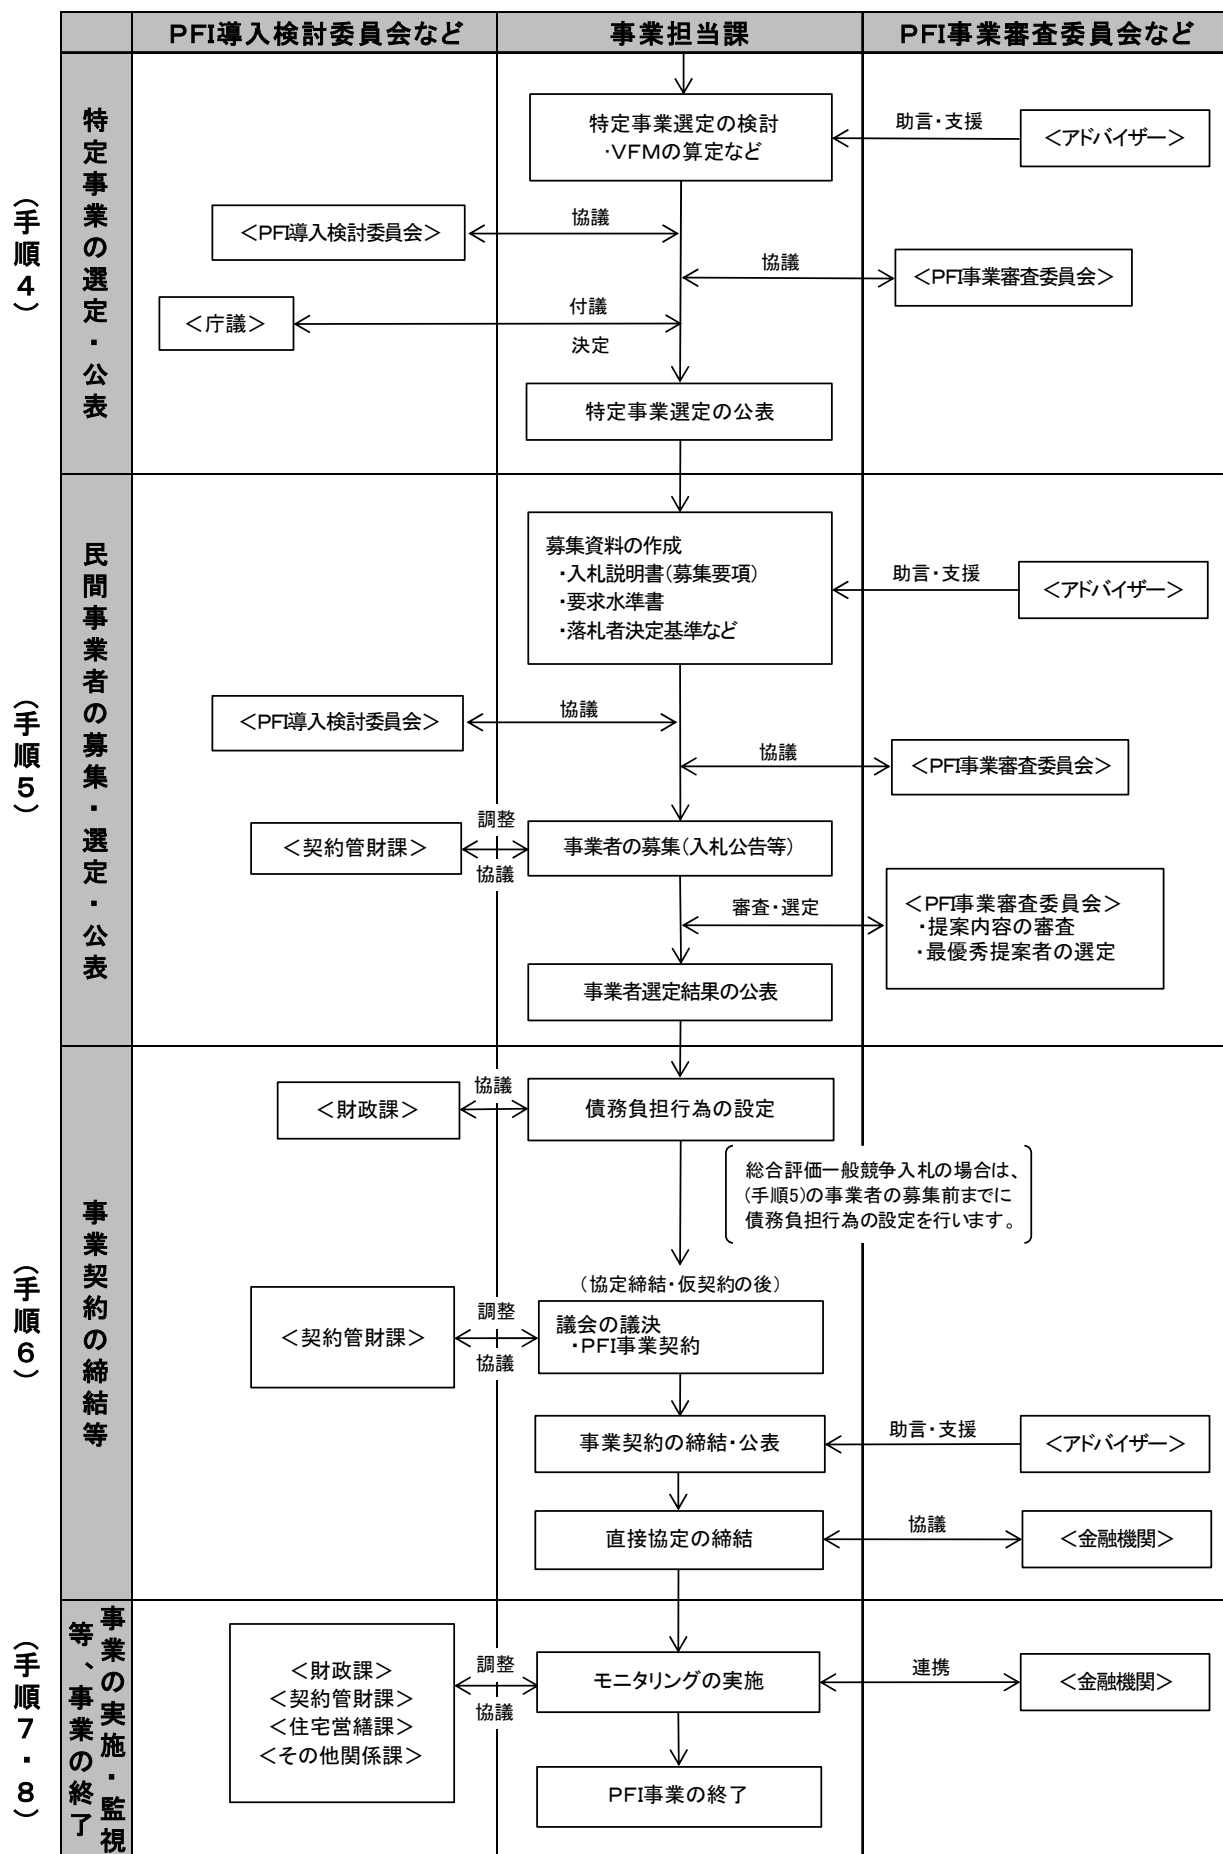 PFI導入検討委員会など
事業担当課
PFI事業審査委員会など
(手順4)
特定事業の選定・公表
特定事業選定の検討
・VFMの算定など
助言・支援
<アドバイザー>
<PFI導入検討委員会>
協議
協議
<PFI事業審査委員会>
<庁議>
付議
決定
特定事業選定の公表
(手順5)
民間事業者の募集・選定・公表
募集資料の作成
・入札説明書(募集要項)
・要求水準書
・落札者決定基準など
助言・支援
<アドバイザー>
<PFI導入検討委員会>
協議
協議
<PFI事業審査委員会>
<契約管財課>
調整
協議
事業者の募集(入札公告等)
審査・選定
<PFI事業審査委員会>
・提案内容の審査
・最優秀提案者の選定
事業者選定結果の公表
(手順6)
事業契約の締結等
<財政課>
協議
債務負担行為の設定
総合評価一般競争入札の場合は、
(手順5)の事業者の募集前までに
債務負担行為の設定を行います。
(協定締結・仮契約の後)
<契約管財課>
調整
協議
議会の議決
・PFI事業契約
事業契約の締結・公表
助言・支援
<アドバイザー>
直接協定の締結
協議
<金融機関>
(手順7・8)
事業の実施・監視
等、事業の終了
<財政課>
<契約管財課>
<住宅営繕課>
<その他関係課>
調整
協議
モニタリングの実施
連携
<金融機関>
PFI事業の終了